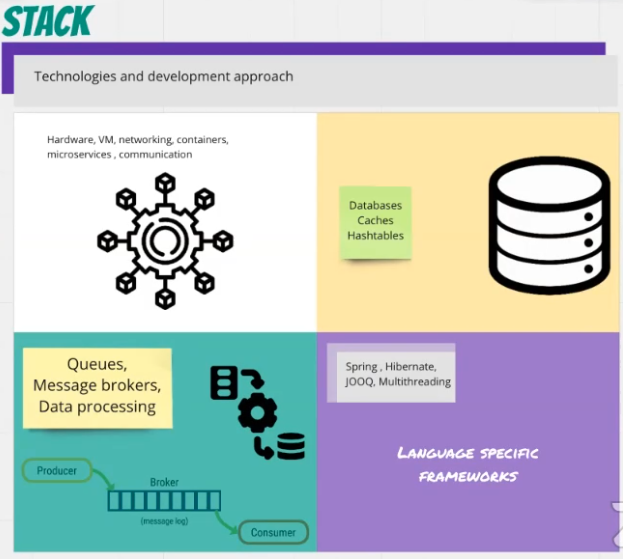 STACK
Technologies and development approach
Hardware, VM, networking, containers,
microservices , communication
Databases
Caches
Hashtables
Queues,
Message brokers,
Data processing
Producer
Broker
(message log)
Consumer
Spring , Hibernate,
JOOQ, Multithreading
Language specific
frameworks